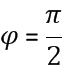 φ = π/2